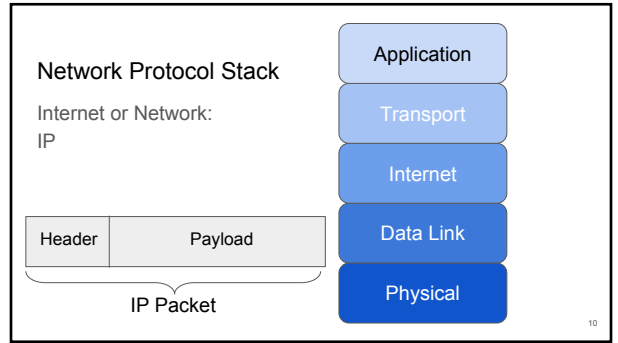 Network Protocol Stack
Internet or Network:
IP
Header
Payload
IP Packet
Application
Transport
Internet
Data Link
Physical
10